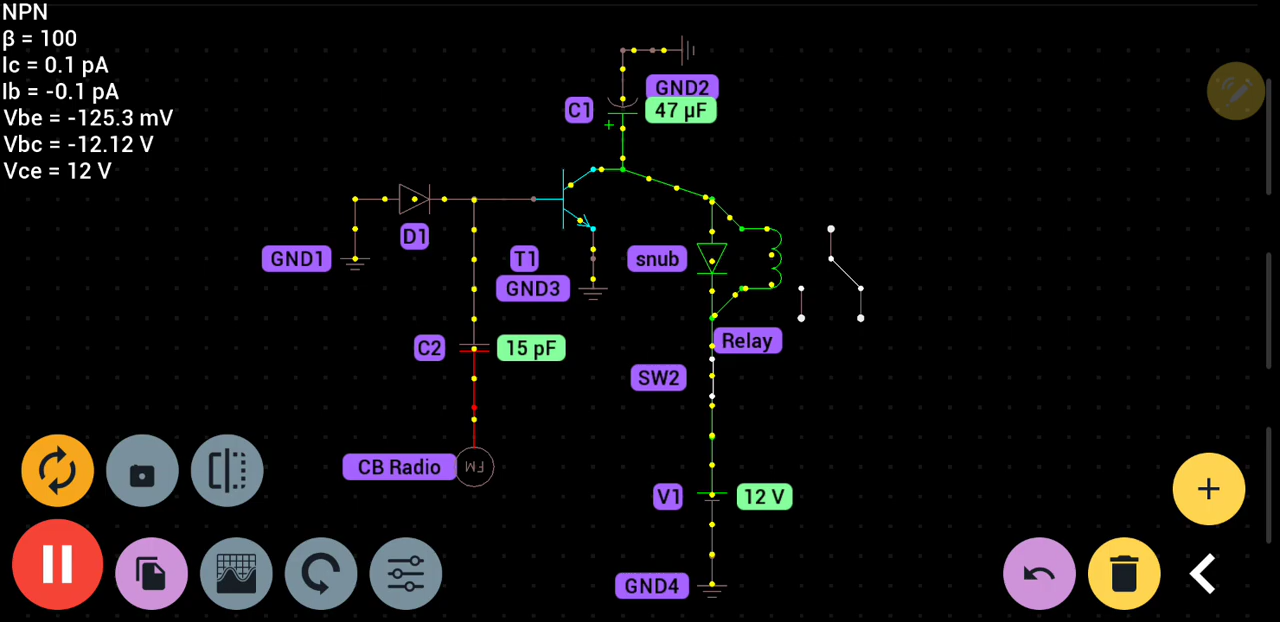 NPN
β = 100
Ic = 0.1 pA
Ib = -0.1 pA
Vbe = -125.3 mV
Vbc = -12.12 V
Vce = 12 V
GND2
C1
47 µF
+
D1
GND1
T1
snub
GND3
Relay
C2
15 pF
SW2
CB Radio
FM
V1
12 V
GND4